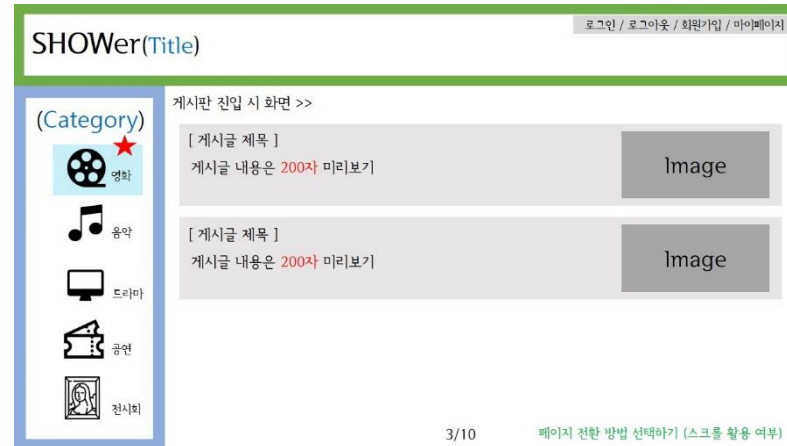 로그인 / 로그아웃 / 회원가입 / 마이페이지
SHOWer(Title)
(Category)
영화
음악
드라마
공연
전시회
게시판 진입 시 화면 >>
[ 게시글 제목 ]
게시글 내용은 200자 미리보기
Image
[ 게시글 제목 ]
게시글 내용은 200자 미리보기
Image
3/10
페이지 전환 방법 선택하기 (스크롤 활용 여부)